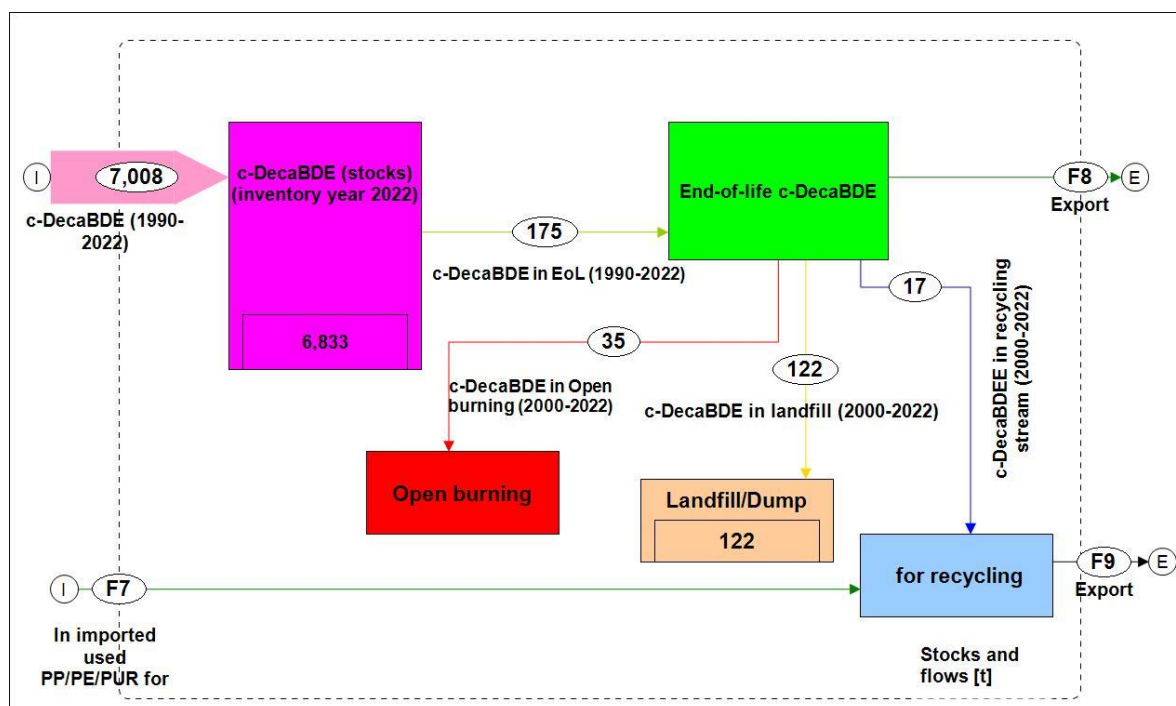 I
7,008
c-DecaBDE (1990-
2022)
c-DecaBDE (stocks)
(inventory year 2022)
6,833
175
c-DecaBDE in EoL (1990-2022)
End-of-life c-DecaBDE
F8
E
Export
17
c-DecaBDEE in recycling
stream (2000-2022)
35
c-DecaBDE in Open
burning (2000-2022)
122
c-DecaBDE in landfill (2000-2022)
Open burning
Landfill/Dump
122
for recycling
F9
E
Export
I
F7
In imported
used
PP/PE/PUR for
Stocks and
flows [t]